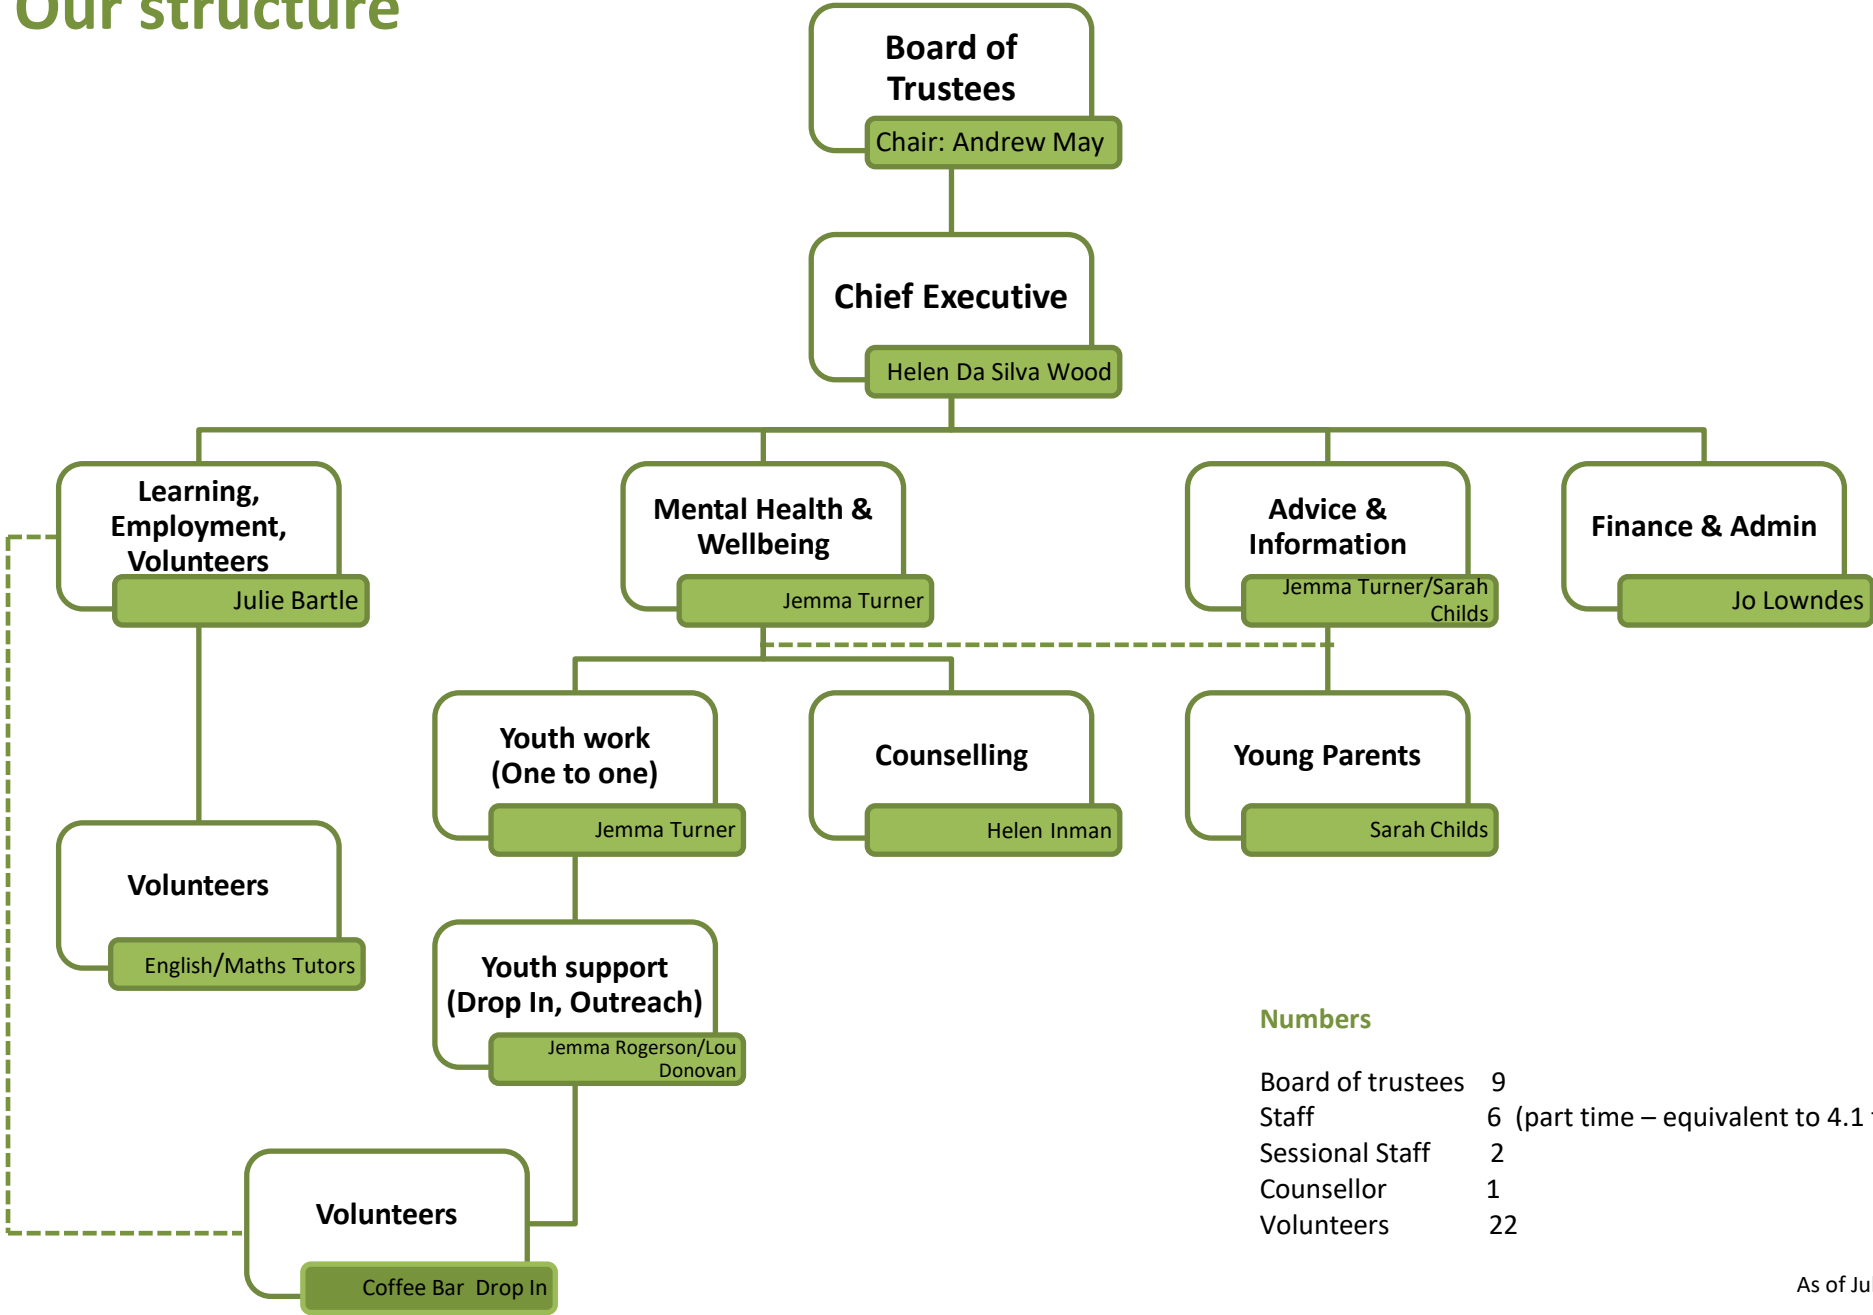 Our structure
Board of
Trustees
Chair: Andrew May
Chief Executive
Helen Da Silva Wood
Learning,
Employment,
Volunteers
Julie Bartle
Mental Health &
Wellbeing
Jemma Turner
Advice &
Information
Jemma Turner/Sarah
Childs
Finance & Admin
Jo Lowndes
Youth work
(One to one)
Jemma Turner
Counselling
Helen Inman
Young Parents
Sarah Childs
Volunteers
English/Maths Tutors
Youth support
(Drop In, Outreach)
Jemma Rogerson/Lou
Donovan
Volunteers
Coffee Bar Drop In
Numbers
Board of trustees 9
Staff 6 (part time – equivalent to 4.1
Sessional Staff 2
Counsellor 1
Volunteers 22
As of